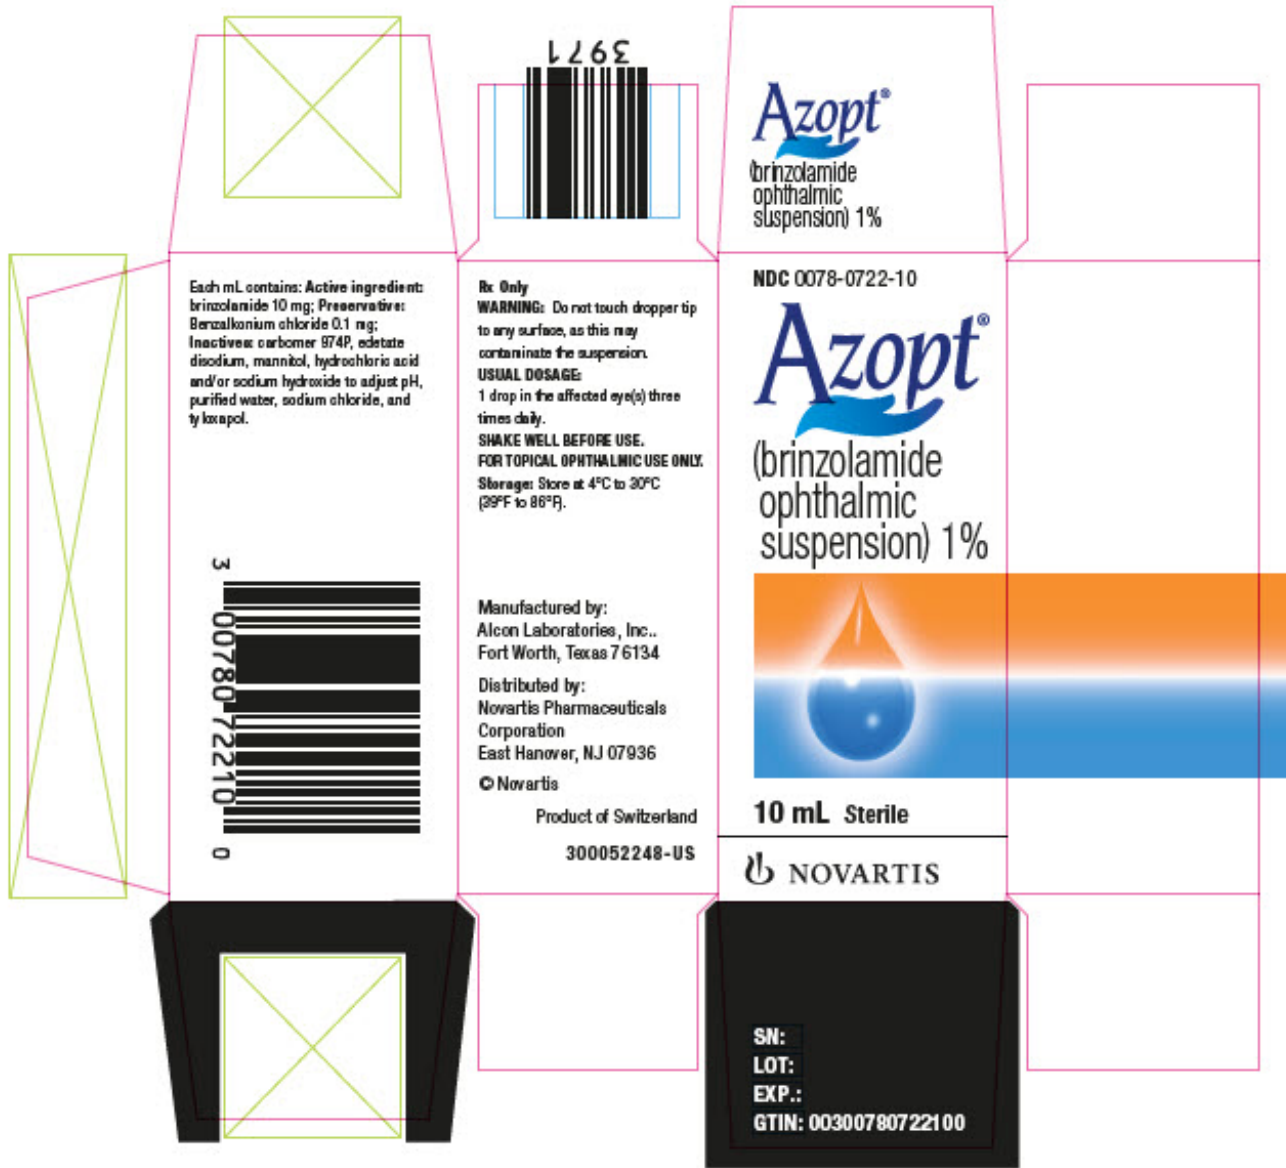 3971
Azopt®
(brinzolamide
ophthalmic
suspension) 1%
Each mL contains: Active ingredient:
brinzolamide 10 mg; Preservative:
Benzalkonium chloride 0.1 mg;
Inactives: carbomer 974P, edetate
disodium, mannitol, hydrochloric acid
and/or sodium hydroxide to adjust pH,
purified water, sodium chloride, and
tyloxapol.
3 00780 72210 0
Rx Only
WARNING: Do not touch dropper tip
to any surface, as this may
contaminate the suspension.
USUAL DOSAGE:
1 drop in the affected eye(s) three
times daily.
SHAKE WELL BEFORE USE.
FOR TOPICAL OPHTHALMIC USE ONLY.
Storage: Store at 4°C to 30°C
(39°F to 86°F).
Manufactured by:
Alcon Laboratories, Inc..
Fort Worth, Texas 76134
Distributed by:
Novartis Pharmaceuticals
Corporation
East Hanover, NJ 07936
© Novartis
Product of Switzerland
300052248-US
NDC 0078-0722-10
Azopt®
(brinzolamide
ophthalmic
suspension) 1%
10 mL Sterile
NOVARTIS
SN:
LOT:
EXP.:
GTIN: 00300780722100